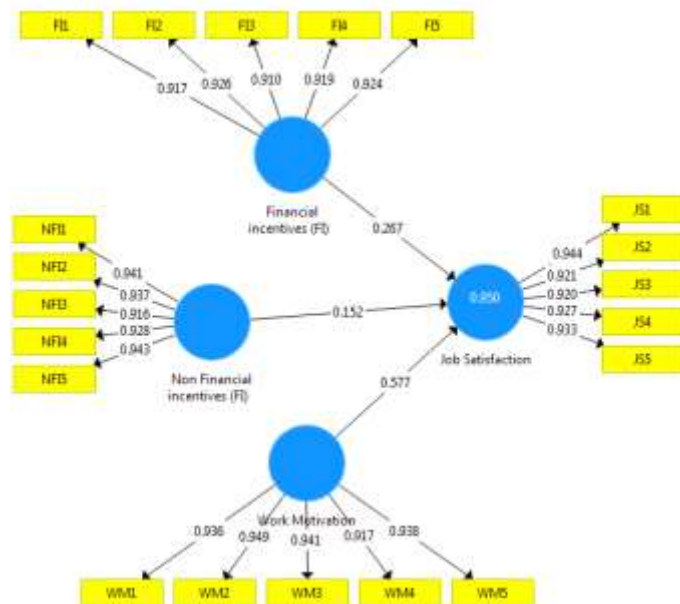 FI1 FI2 FI3 FI4 FI5
0.917 0.926 0.910 0.919 0.924
Financial
incentives (FI)
0.267
NFI1
NFI2
NFI3
NFI4
NFI5
0.941
0.937
0.916
0.928
0.943
Non Financial
incentives (FI)
0.152
0.950
Job Satisfaction
0.944
0.921
0.920
0.927
0.933
JS1
JS2
JS3
JS4
JS5
0.577
Work Motivation
0.936 0.949 0.941 0.917 0.938
WM1 WM2 WM3 WM4 WM5